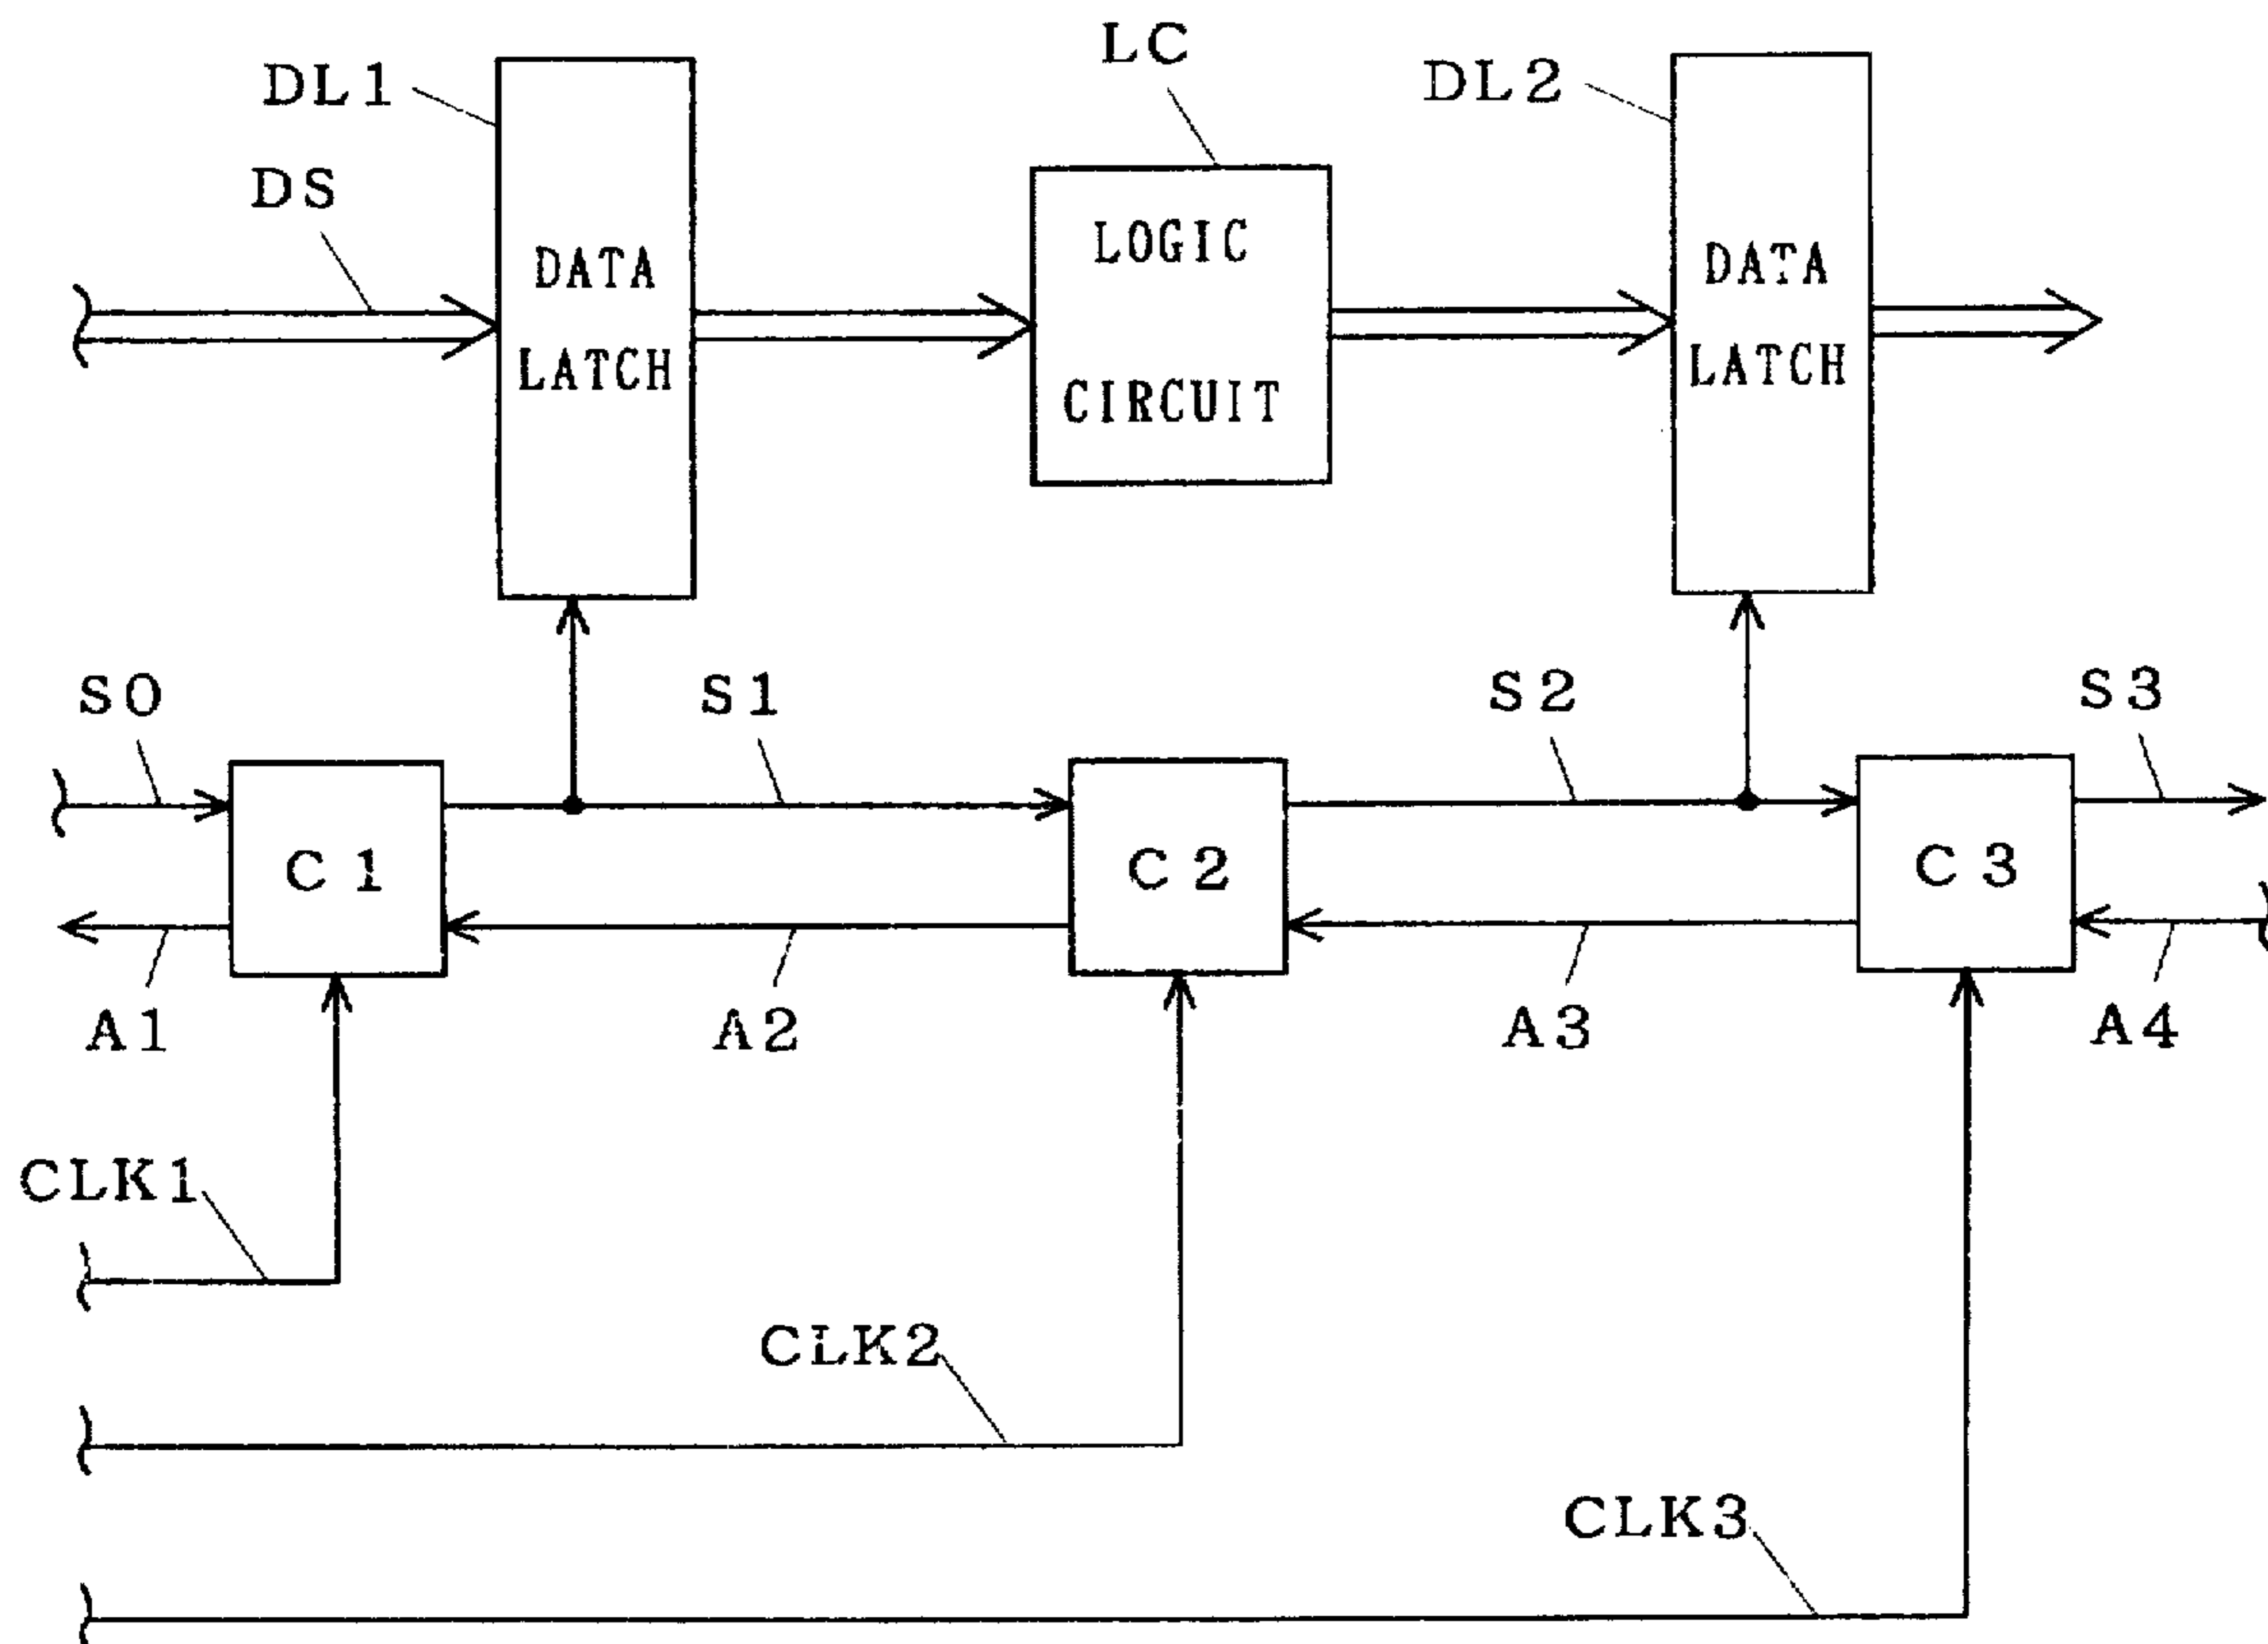 LC
DL1
DL2
DS
DATA
LATCH
LOGIC
CIRCUIT
DATA
LATCH
S0
S1
S2
S3
C1
C2
C3
A1
A2
A3
A4
CLK1
CLK2
CLK3